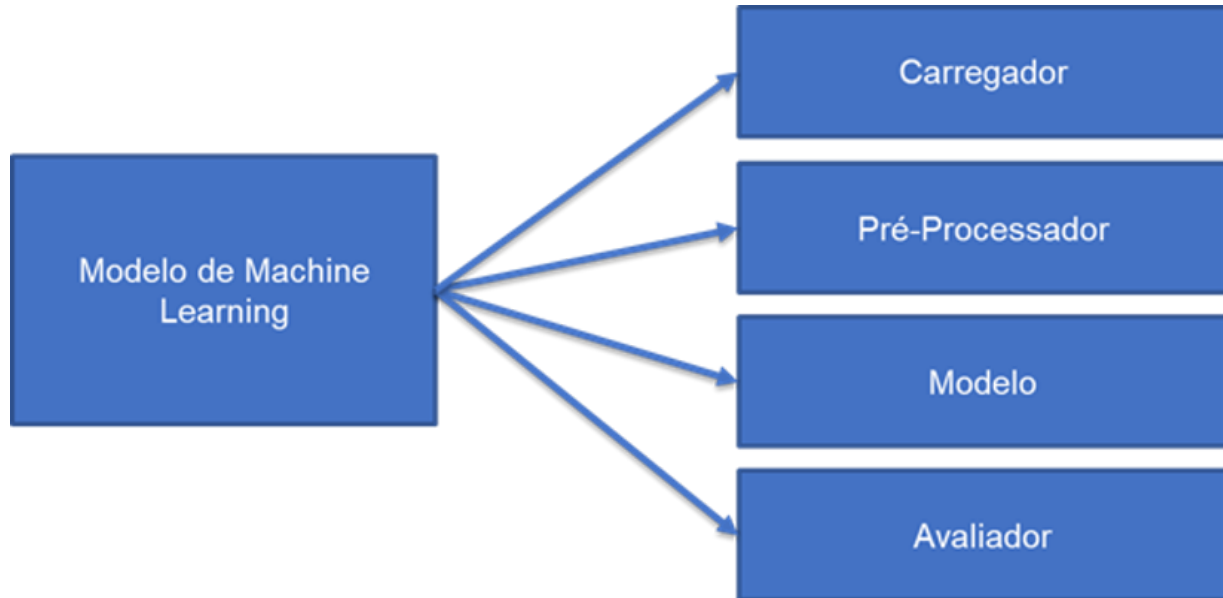 Carregador
Pré-Processador
Modelo de Machine
Learning
Modelo
Avaliador